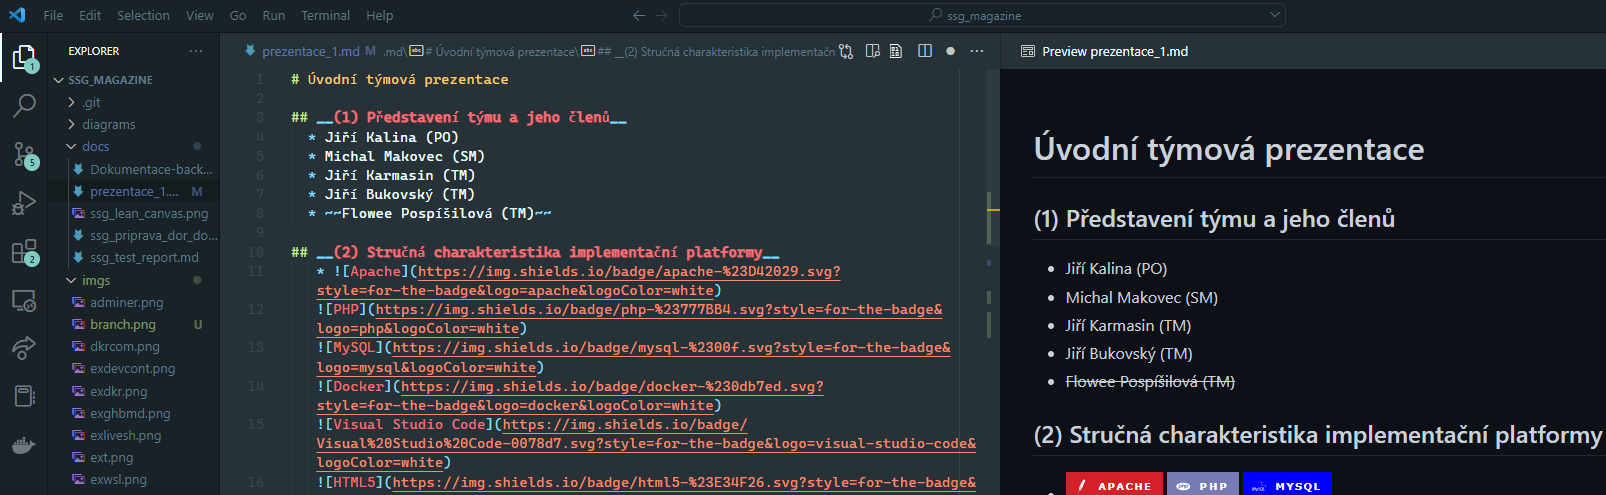 File Edit Selection View Go Run Terminal Help
ssg_magazine
EXPLORER ...
SSG_MAGAZINE
.git
diagrams
docs
Dokumentace-back...
prezentace_1.... M
ssg_lean_canvas.png
ssg_priprava_dor_do...
ssg_test_report.md
imgs
adminer.png
branch.png U
dkrcom.png
exdevcont.png
exdkr.png
exghbmd.png
exlivesh.png
ext.png
exwsl.png
1
5
2
prezentace_1.md M .md\ # Úvodní týmová prezentace\ ## __(2) Stručná charakteristika implementačn
1 # Úvodní týmová prezentace
2
3 ## __(1) Představení týmu a jeho členů__
4 * Jiří Kalina (PO)
5 * Michal Makovec (SM)
6 * Jiří Karmasin (TM)
7 * Jiří Bukovský (TM)
8 * ~~Flowee Pospíšilová (TM)~~
9
10 ## __(2) Stručná charakteristika implementační platformy__
11 * ![Apache](https://img.shields.io/badge/apache-%23D42029.svg?
style=for-the-badge&logo=apache&logoColor=white)
12 ![PHP](https://img.shields.io/badge/php-%23777BB4.svg?style=for-the-badge&
logo=php&logoColor=white)
13 ![MySQL](https://img.shields.io/badge/mysql-%2300f.svg?style=for-the-badge&
logo=mysql&logoColor=white)
14 ![Docker](https://img.shields.io/badge/docker-%230db7ed.svg?
style=for-the-badge&logo=docker&logoColor=white)
15 ![Visual Studio Code](https://img.shields.io/badge/
Visual%20Studio%20Code-0078d7.svg?style=for-the-badge&logo=visual-studio-code&
logoColor=white)
16 ![HTML5](https://img.shields.io/badge/html5-%23E34F26.svg?style=for-the-badge&
Preview prezentace_1.md
Úvodní týmová prezentace
(1) Představení týmu a jeho členů
• Jiří Kalina (PO)
• Michal Makovec (SM)
• Jiří Karmasin (TM)
• Jiří Bukovský (TM)
• Flowee Pospíšilová (TM)
(2) Stručná charakteristika implementační platformy
APACHE PHP MYSQL